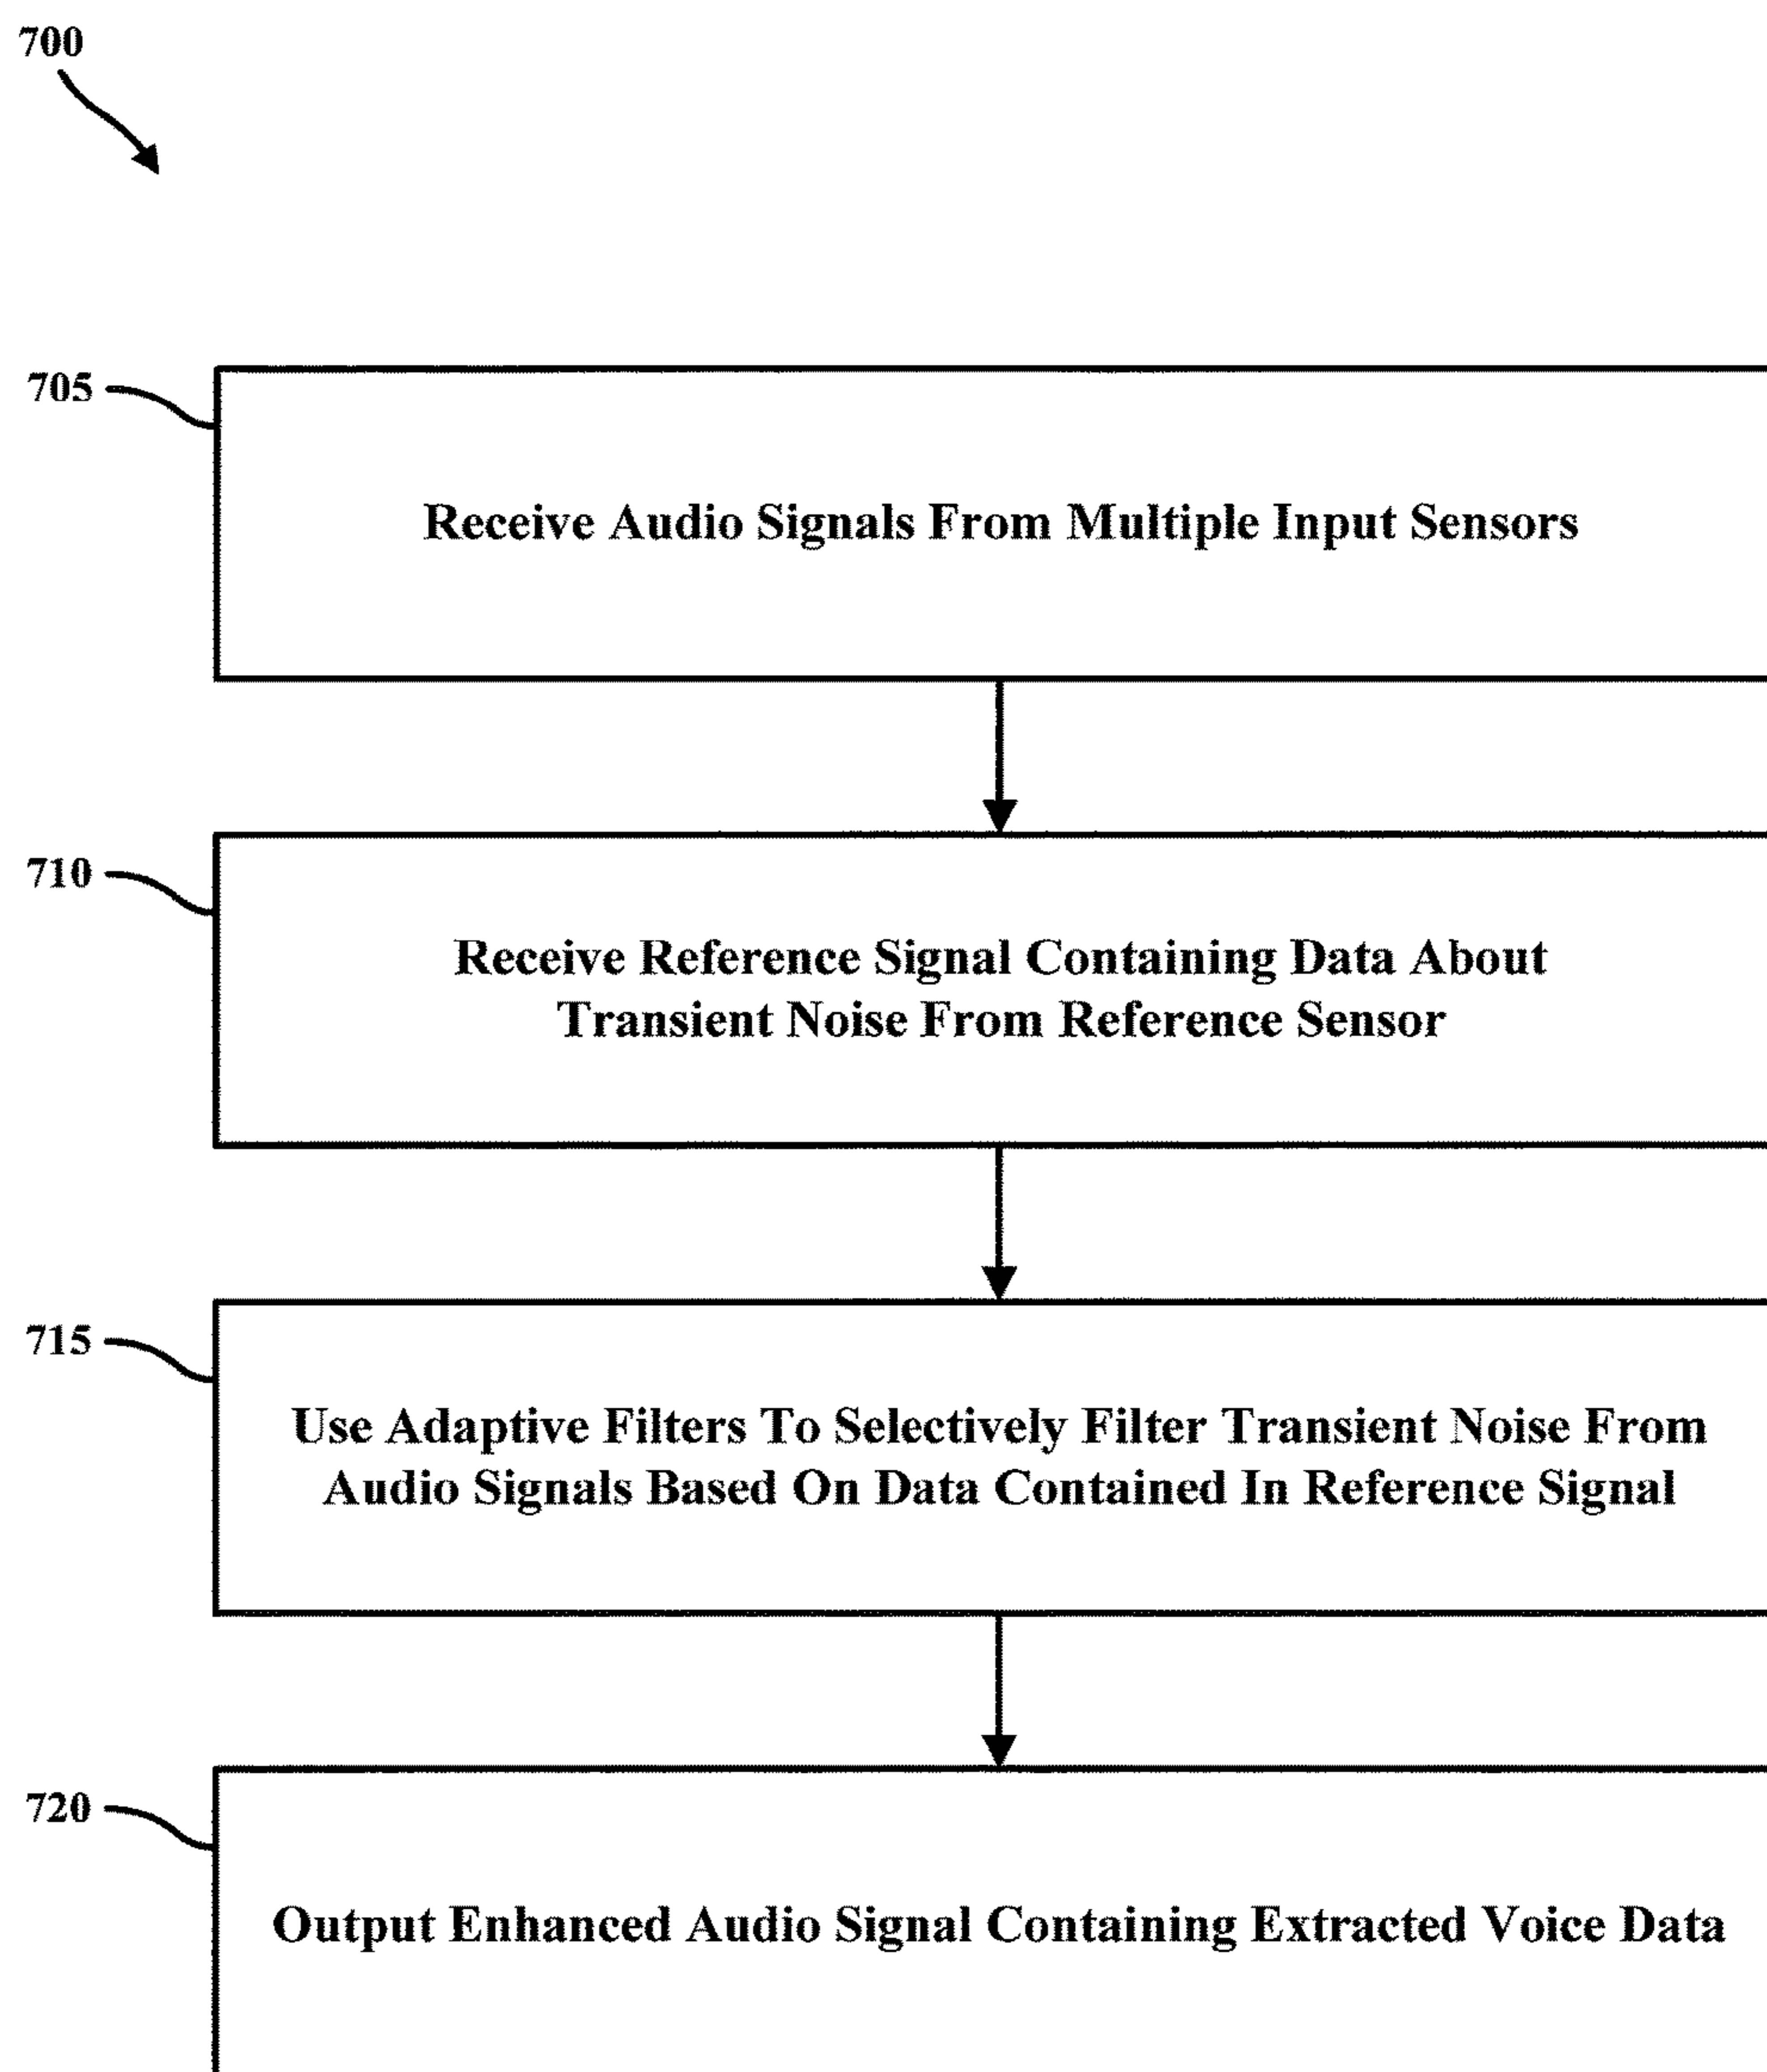 700
705
Receive Audio Signals From Multiple Input Sensors
710
Receive Reference Signal Containing Data About
Transient Noise From Reference Sensor
715
Use Adaptive Filters To Selectively Filter Transient Noise From
Audio Signals Based On Data Contained In Reference Signal
720
Output Enhanced Audio Signal Containing Extracted Voice Data